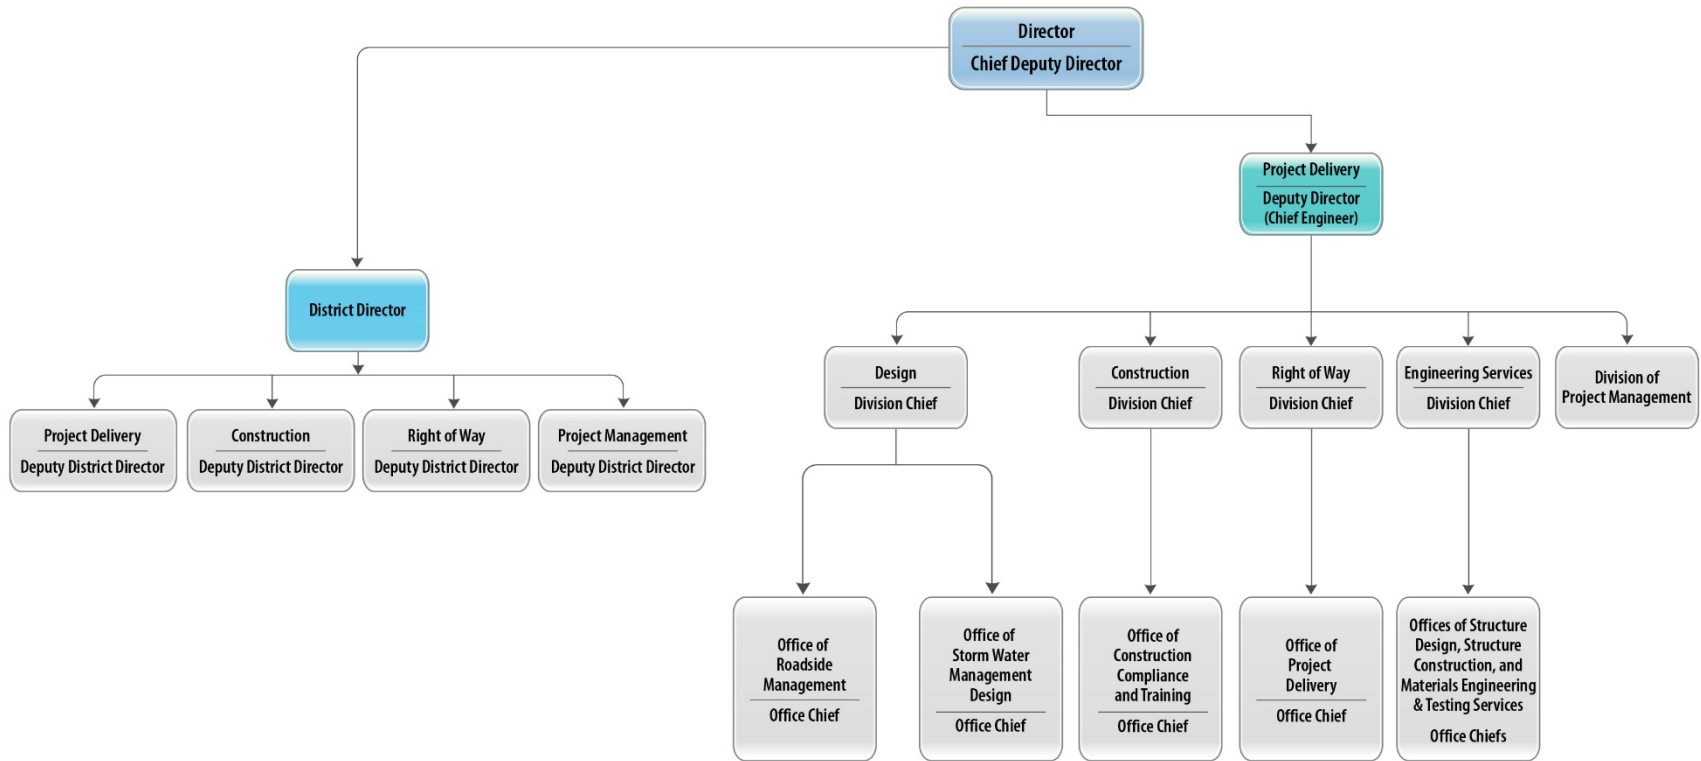 Director
Chief Deputy Director
Project Delivery
Deputy Director
(Chief Engineer)
District Director
Project Delivery
Deputy District Director
Construction
Deputy District Director
Right of Way
Deputy District Director
Project Management
Deputy District Director
Design
Division Chief
Construction
Division Chief
Right of Way
Division Chief
Engineering Services
Division Chief
Division of
Project Management
Office of
Roadside
Management
Office Chief
Office of
Storm Water
Management
Design
Office Chief
Office of
Construction
Compliance
and Training
Office Chief
Office of
Project
Delivery
Office Chief
Offices of Structure
Design, Structure
Construction, and
Materials Engineering
& Testing Services
Office Chiefs